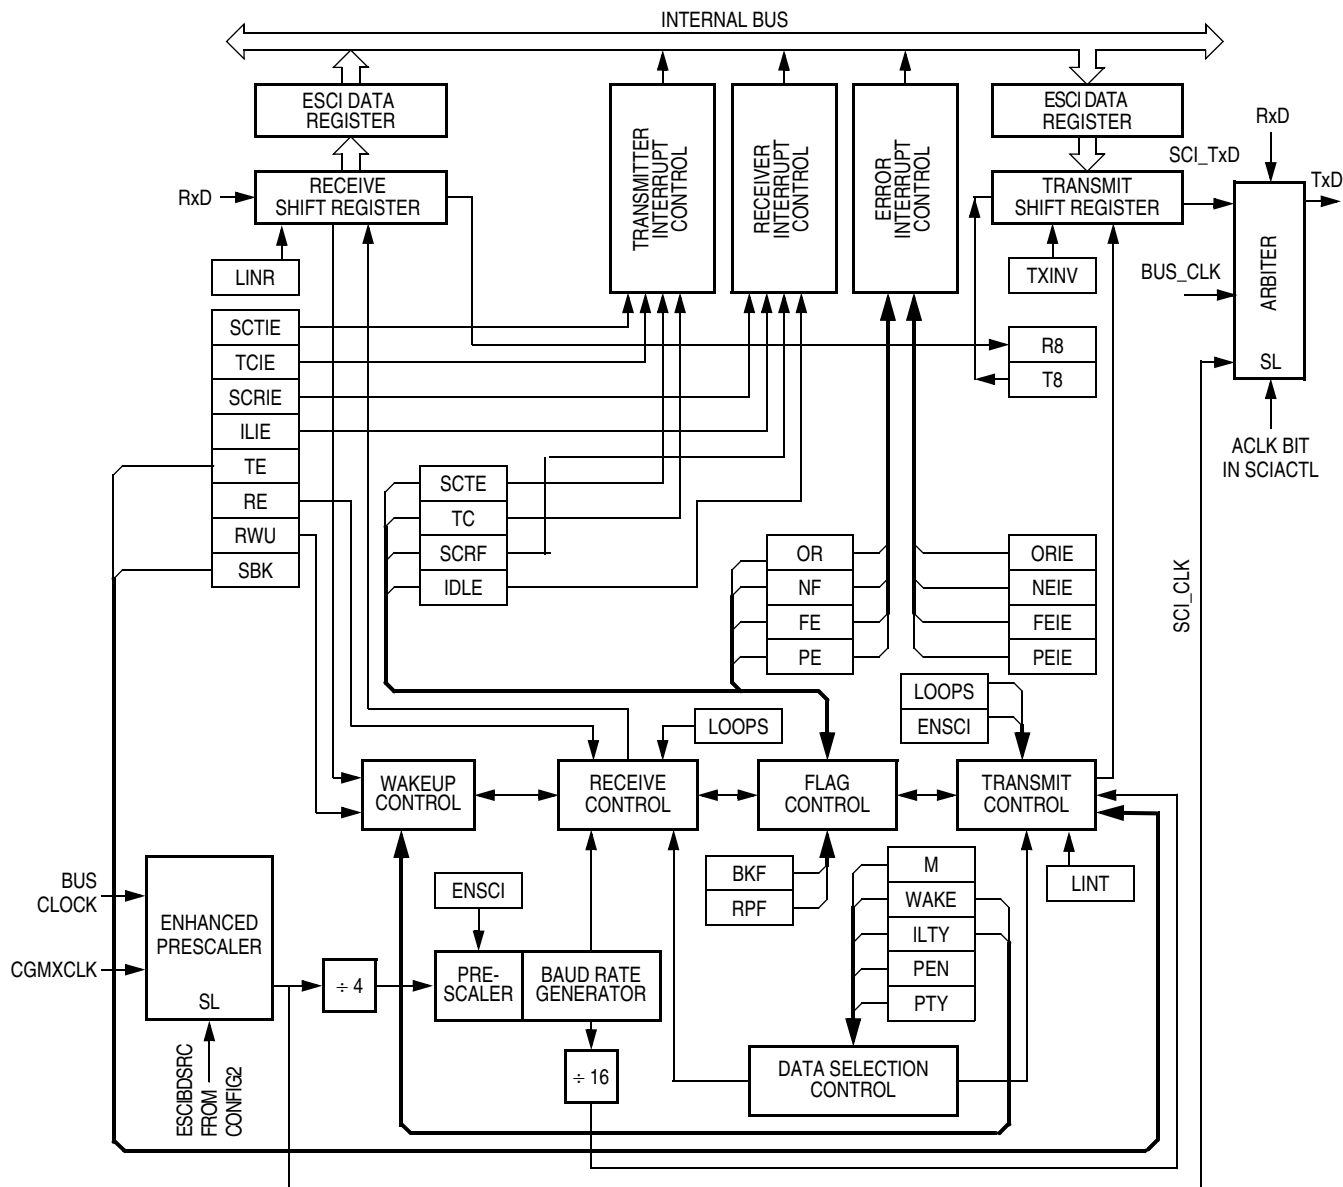 INTERNAL BUS
ESCI DATA
REGISTER
RECEIVE
SHIFT REGISTER
RxD
LINR
TRANSMITTER
INTERRUPT
CONTROL
RECEIVER
INTERRUPT
CONTROL
ERROR
INTERRUPT
CONTROL
ESCI DATA
REGISTER
TRANSMIT
SHIFT REGISTER
TXINV
SCI_TxD
RxD
TxD
ARBITER
SL
BUS_CLK
ACLK BIT
IN SCIACTL
R8
T8
SCTIE
TCIE
SCRIE
ILIE
TE
RE
RWU
SBK
SCTE
TC
SCRF
IDLE
OR
NF
FE
PE
ORIE
NEIE
FEIE
PEIE
SCI_CLK
LOOPS
LOOPS
ENSCI
WAKEUP
CONTROL
RECEIVE
CONTROL
FLAG
CONTROL
TRANSMIT
CONTROL
BKF
RPF
M
WAKE
ILTY
PEN
PTY
LINT
BUS
CLOCK
CGMXCLK
ENHANCED
PRESCALER
SL
ESCIBDSRC
FROM
CONFIG2
÷ 4
ENSCI
PRE-
SCALER
BAUD RATE
GENERATOR
÷ 16
DATA SELECTION
CONTROL